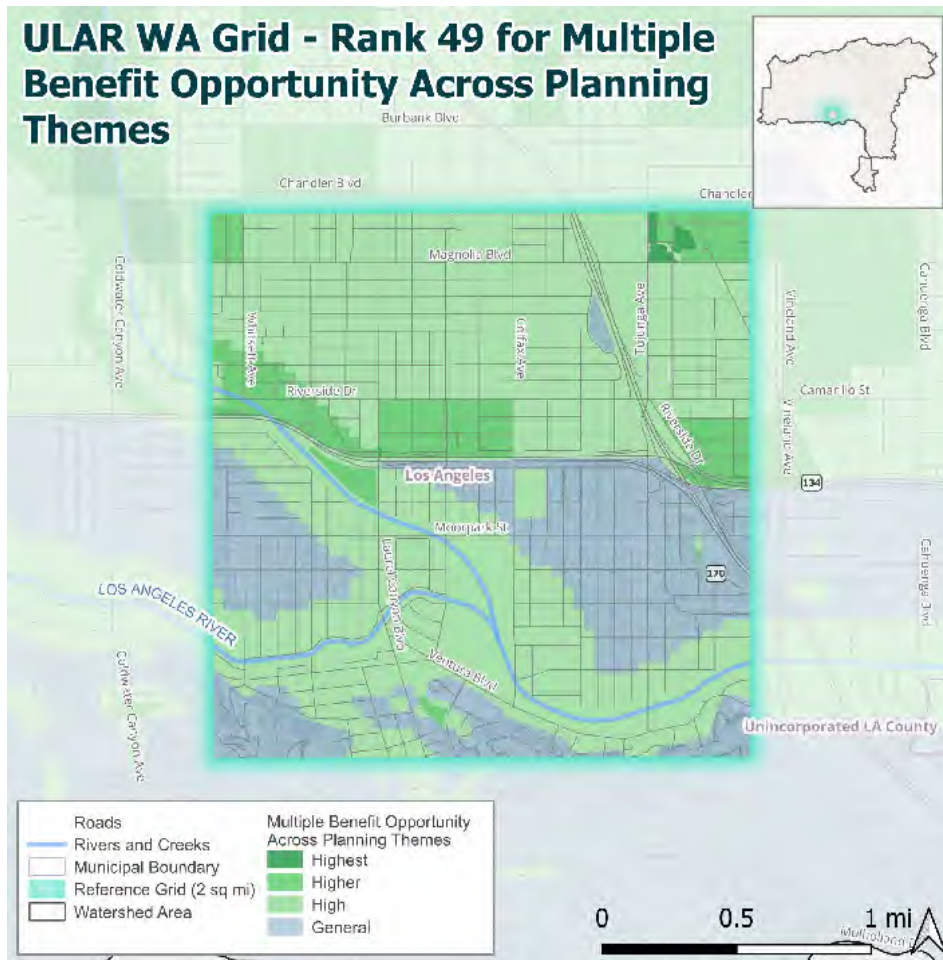 ULAR WA Grid - Rank 49 for Multiple
Benefit Opportunity Across Planning
Themes
Burbank Blvd
Chandler Blvd
Chandler
Magnolia Blvd
Coldwater Canyon Ave
Whitsett Ave
Colfax Ave
Tujunga Ave
Vineland Ave
Cahuenga Blvd
Riverside Dr
Camarillo St
Riverside Dr
Vineland Ave
Los Angeles
134
Moorpark St
170
Laurel Canyon Blvd
Cahuenga Blvd
LOS ANGELES RIVER
Ventura Blvd
Coldwater Canyon Ave
Unincorporated LA County
Roads
Rivers and Creeks
Municipal Boundary
Reference Grid (2 sq mi)
Watershed Area
Multiple Benefit Opportunity
Across Planning Themes
Highest
Higher
High
General
0 0.5 1 mi